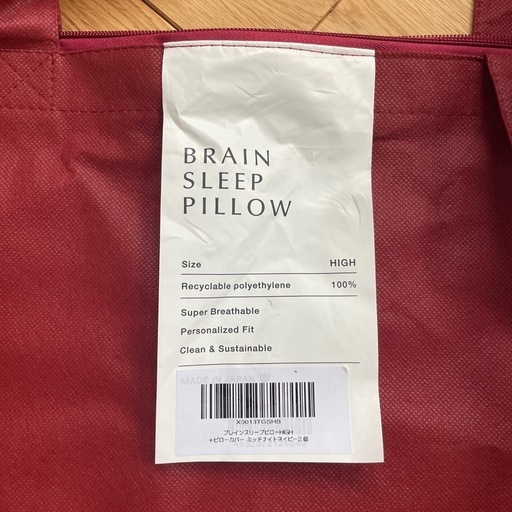 BRAIN
SLEEP
PILLOW
Size HIGH
Recyclable polyethylene 100%
Super Breathable
Personalized Fit
Clean & Sustainable
MADE IN JAPAN
X0013TGSHB
ブレインスリープピローHIGH
+ピローカバー ミッドナイトネイビー2個